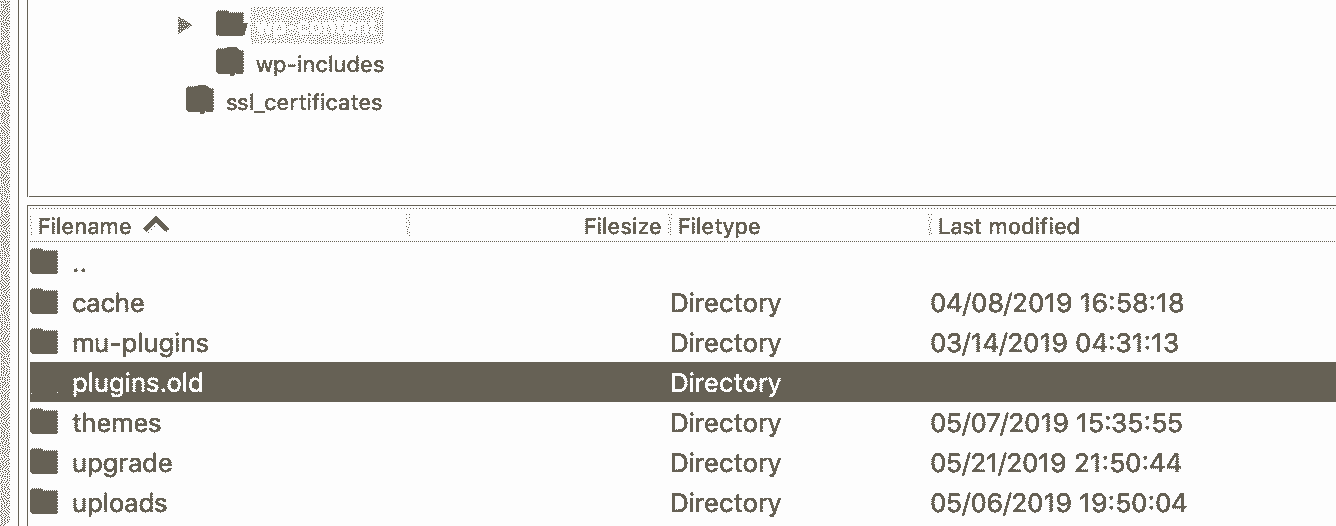 wp-content
wp-includes
ssl_certificates
Filename Filesize Filetype Last modified
..
cache Directory 04/08/2019 16:58:18
mu-plugins Directory 03/14/2019 04:31:13
plugins.old Directory
themes Directory 05/07/2019 15:35:55
upgrade Directory 05/21/2019 21:50:44
uploads Directory 05/06/2019 19:50:04